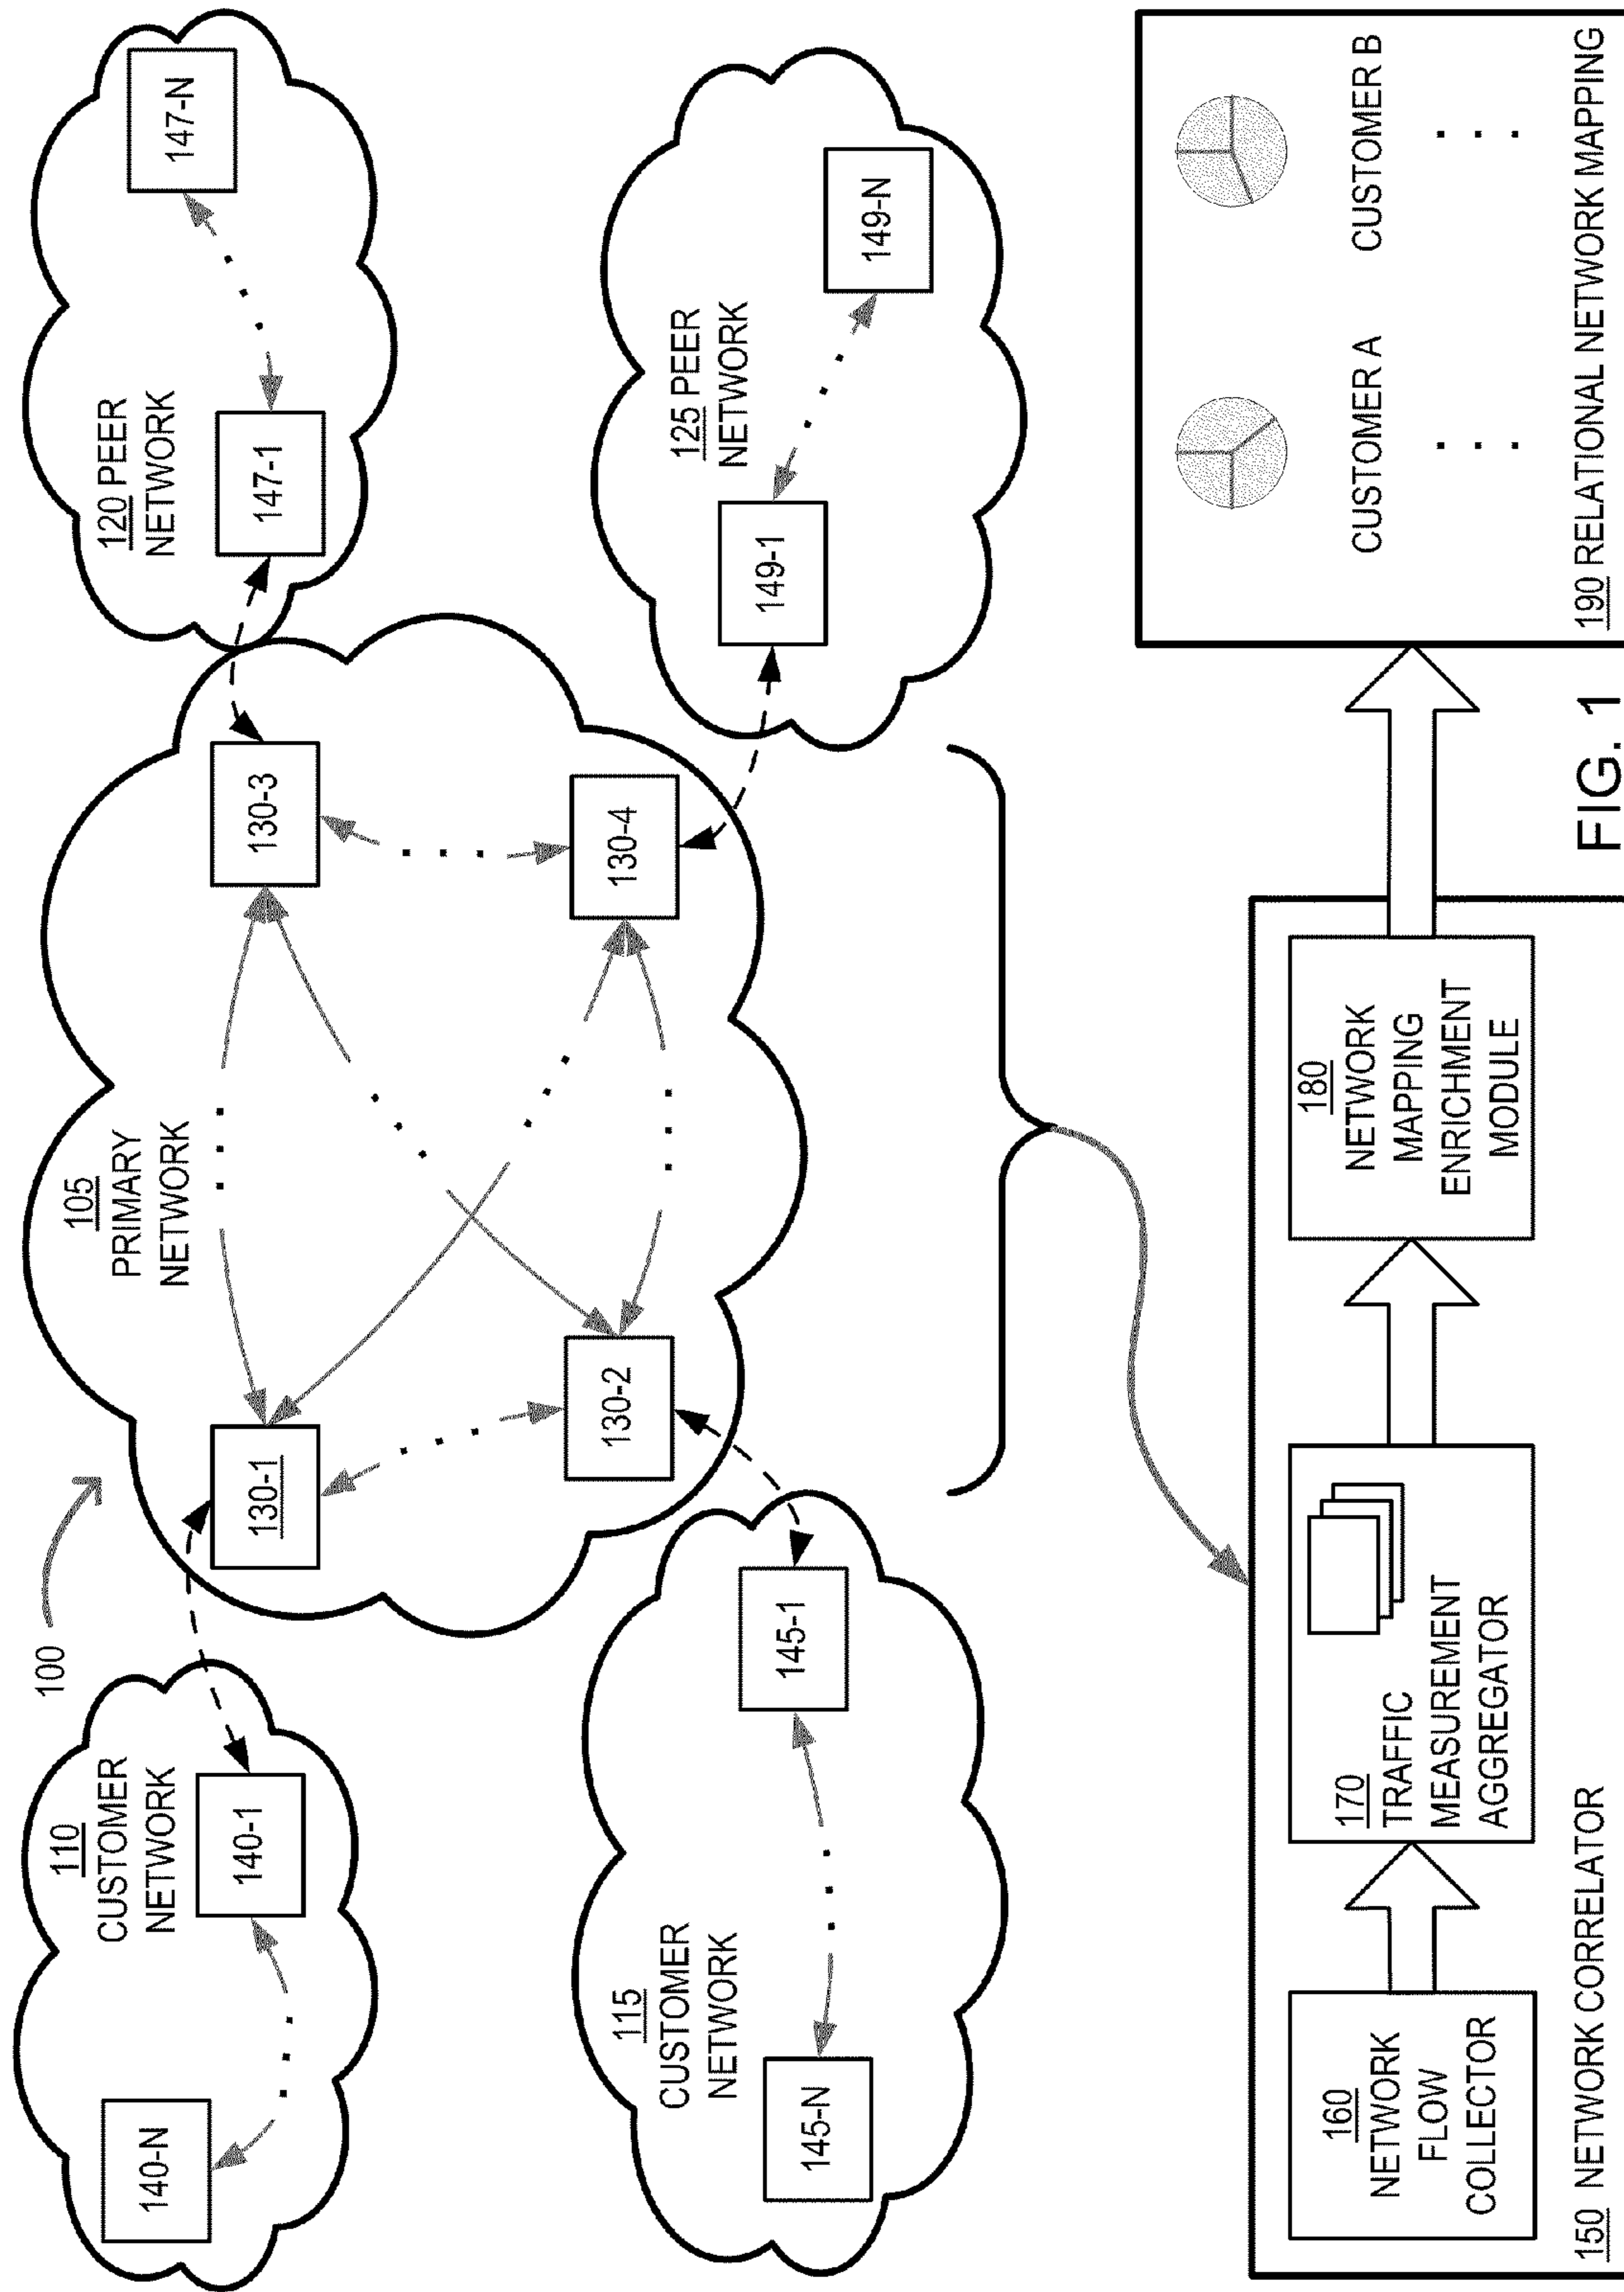 100
110
CUSTOMER
NETWORK
140-N
140-1
105
PRIMARY
NETWORK
130-1
130-3
130-2
130-4
120 PEER
NETWORK
147-1
147-N
115
CUSTOMER
NETWORK
145-N
145-1
125 PEER
NETWORK
149-1
149-N
160
NETWORK
FLOW
COLLECTOR
170
TRAFFIC
MEASUREMENT
AGGREGATOR
180
NETWORK
MAPPING
ENRICHMENT
MODULE
150 NETWORK CORRELATOR
CUSTOMER A
CUSTOMER B
190 RELATIONAL NETWORK MAPPING
FIG. 1